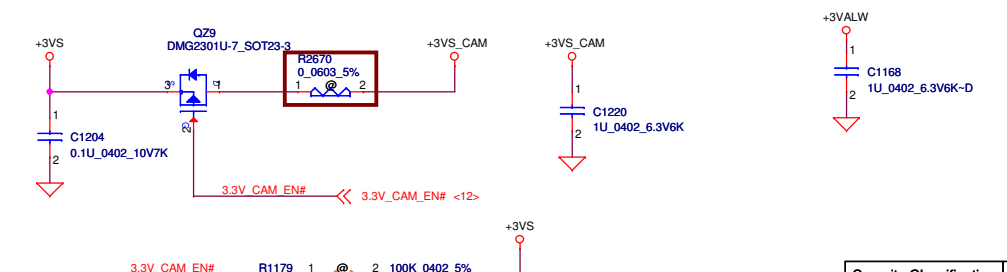 +3VALW
+3VS
QZ9
DMG2301U-7_SOT23-3
+3VS_CAM
+3VS_CAM
R2670
0_0603_5%
1
C1168
3
S
D
1
1
@
2
1
2
1U_0402_6.3V6K~D
1
C1220
G
2
1U_0402_6.3V6K
C1204
2
2
0.1U_0402_10V7K
3.3V_CAM_EN#
3.3V_CAM_EN# <12>
+3VS
3.3V_CAM_EN#
R1179 1 @ 2 100K_0402_5%